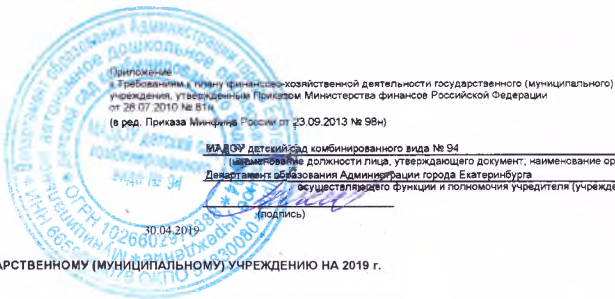 Приложение
к Требованиям к плану финансово-хозяйственной деятельности государственного (муниципального)
учреждения, утвержденным Приказом Министерства финансов Российской Федерации
от 28.07.2010 № 81н
(в ред. Приказа Минфина России от 23.09.2013 № 98н)
МАДОУ детский сад комбинированного вида № 94
(наименование должности лица, утверждающего документ; наименование ор
Департамент образования Администрации города Екатеринбурга
осуществляющего функции и полномочия учредителя (учрежде
(подпись)
30.04.2019
АРСТВЕННОМУ (МУНИЦИПАЛЬНОМУ) УЧРЕЖДЕНИЮ НА 2019 г.